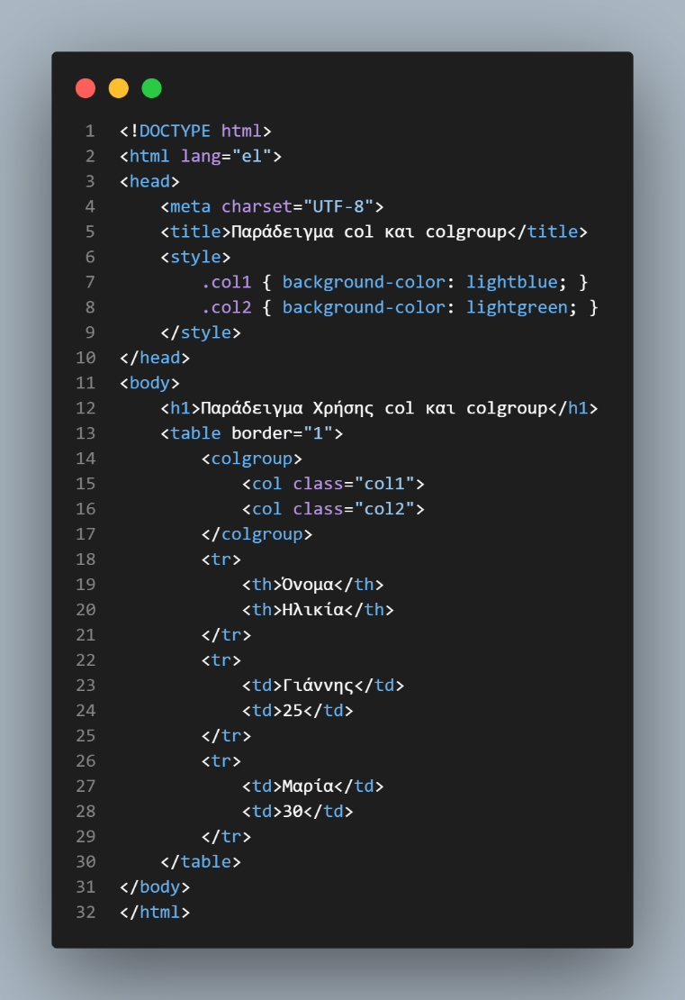 1 <!DOCTYPE html>
2 <html lang="el">
3 <head>
4     <meta charset="UTF-8">
5     <title>Παράδειγμα col και colgroup</title>
6     <style>
7         .col1 { background-color: lightblue; }
8         .col2 { background-color: lightgreen; }
9     </style>
10 </head>
11 <body>
12     <h1>Παράδειγμα Χρήσης col και colgroup</h1>
13     <table border="1">
14         <colgroup>
15             <col class="col1">
16             <col class="col2">
17         </colgroup>
18         <tr>
19             <th>Όνομα</th>
20             <th>Ηλικία</th>
21         </tr>
22         <tr>
23             <td>Γιάννης</td>
24             <td>25</td>
25         </tr>
26         <tr>
27             <td>Μαρία</td>
28             <td>30</td>
29         </tr>
30     </table>
31 </body>
32 </html>